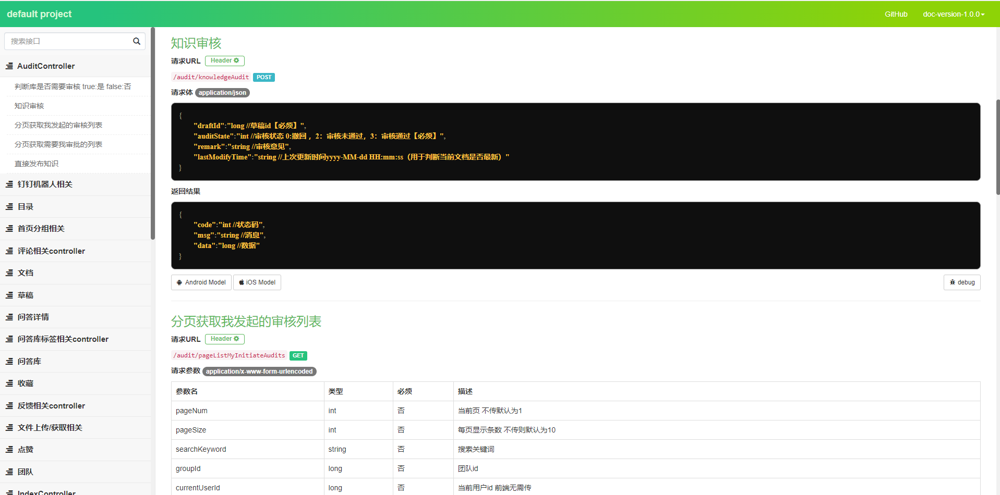 default project
GitHub
doc-version-1.0.0
搜索接口
AuditController
判断库是否需要审核 true:是 false:否
知识审核
分页获取我发起的审核列表
分页获取需要我审批的列表
直接发布知识
钉钉机器人相关
目录
首页分组相关
评论相关controller
文档
草稿
问答详情
问答库标签相关controller
问答库
收藏
反馈相关controller
文件上传/获取相关
点赞
团队
IndexController
知识审核
请求URL Header
/audit/knowledgeAudit POST
请求体 application/json
{
"draftId":"long //草稿id【必须】",
"auditState":"int //审核状态 0:撤回 ，2：审核未通过，3：审核通过【必须】",
"remark":"string //审核意见",
"lastModifyTime":"string //上次更新时间yyyy-MM-dd HH:mm:ss（用于判断当前文档是否最新）"
}
返回结果
{
"code":"int //状态码",
"msg":"string //消息",
"data":"long //数据"
}
Android Model iOS Model debug
分页获取我发起的审核列表
请求URL Header
/audit/pageListMyInitiateAudits GET
请求参数 application/x-www-form-urlencoded
参数名 类型 必须 描述
pageNum int 否 当前页 不传默认为1
pageSize int 否 每页显示条数 不传则默认为10
searchKeyword string 否 搜索关键词
groupId long 否 团队id
currentUserId long 否 当前用户id 前端无需传